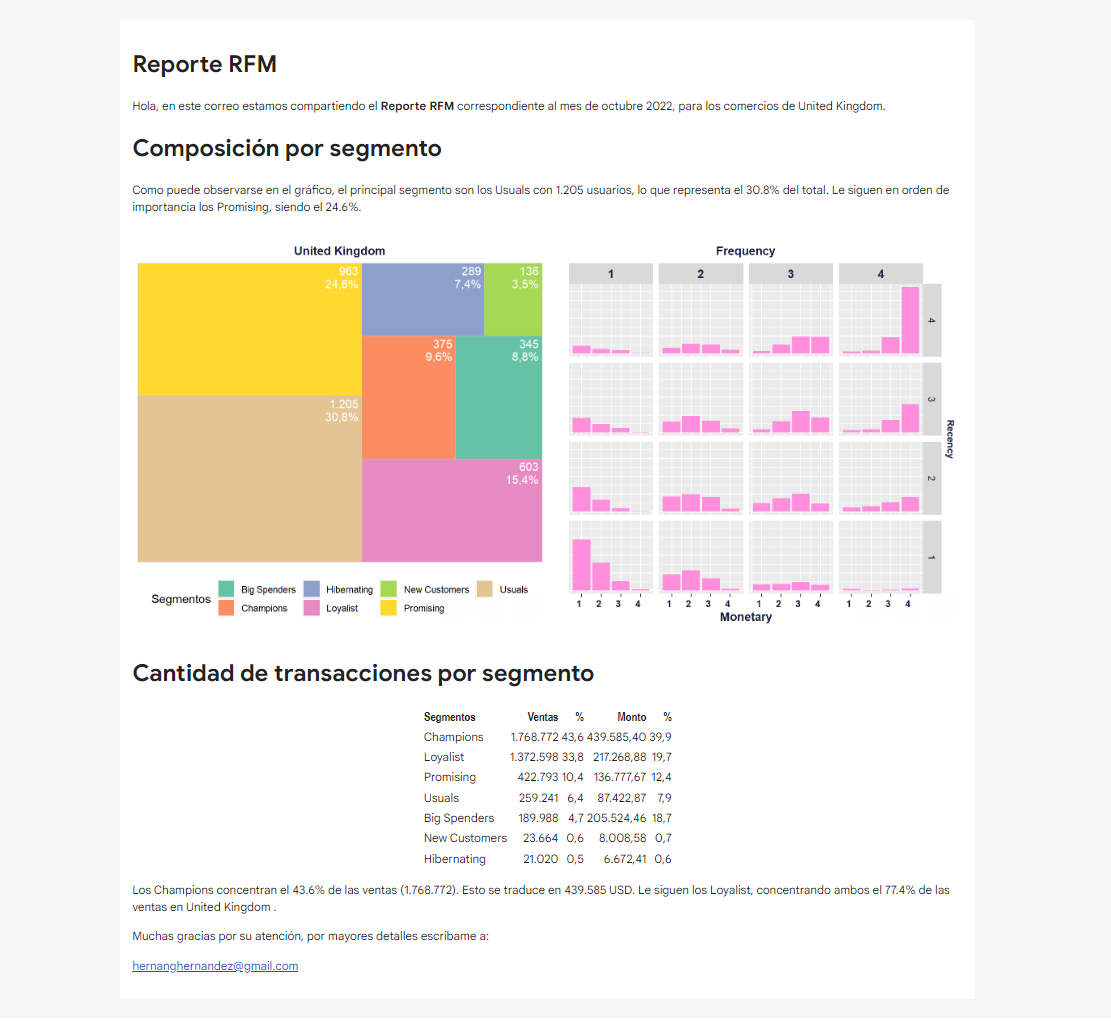 Reporte RFM
Hola, en este correo estamos compartiendo el Reporte RFM correspondiente al mes de octubre 2022, para los comercios de United Kingdom.
Composición por segmento
Como puede observarse en el gráfico, el principal segmento son los Usuals con 1.205 usuarios, lo que representa el 30.8% del total. Le siguen en orden de
importancia los Promising, siendo el 24.6%.
United Kingdom
963
24,6%
289
7,4%
136
3,5%
375
9,6%
345
8,8%
1.205
30,8%
603
15,4%
Segmentos
Big Spenders Hibernating New Customers Usuals
Champions Loyalist Promising
Frequency
1 2 3 4
4
3
2
1
Recency
1 2 3 4 1 2 3 4 1 2 3 4 1 2 3 4
Monetary
Cantidad de transacciones por segmento
Segmentos Ventas % Monto %
Champions 1.768.772 43,6 439.585,40 39,9
Loyalist 1.372.598 33,8 217.268,88 19,7
Promising 422.793 10,4 136.777,67 12,4
Usuals 259.241 6,4 87.422,87 7,9
Big Spenders 189.988 4,7 205.524,46 18,7
New Customers 23.664 0,6 8.008,58 0,7
Hibernating 21.020 0,5 6.672,41 0,6
Los Champions concentran el 43.6% de las ventas (1.768.772). Esto se traduce en 439.585 USD. Le siguen los Loyalist, concentrando ambos el 77.4% de las
ventas en United Kingdom .
Muchas gracias por su atención, por mayores detalles escribame a:
hernanghernandez@gmail.com